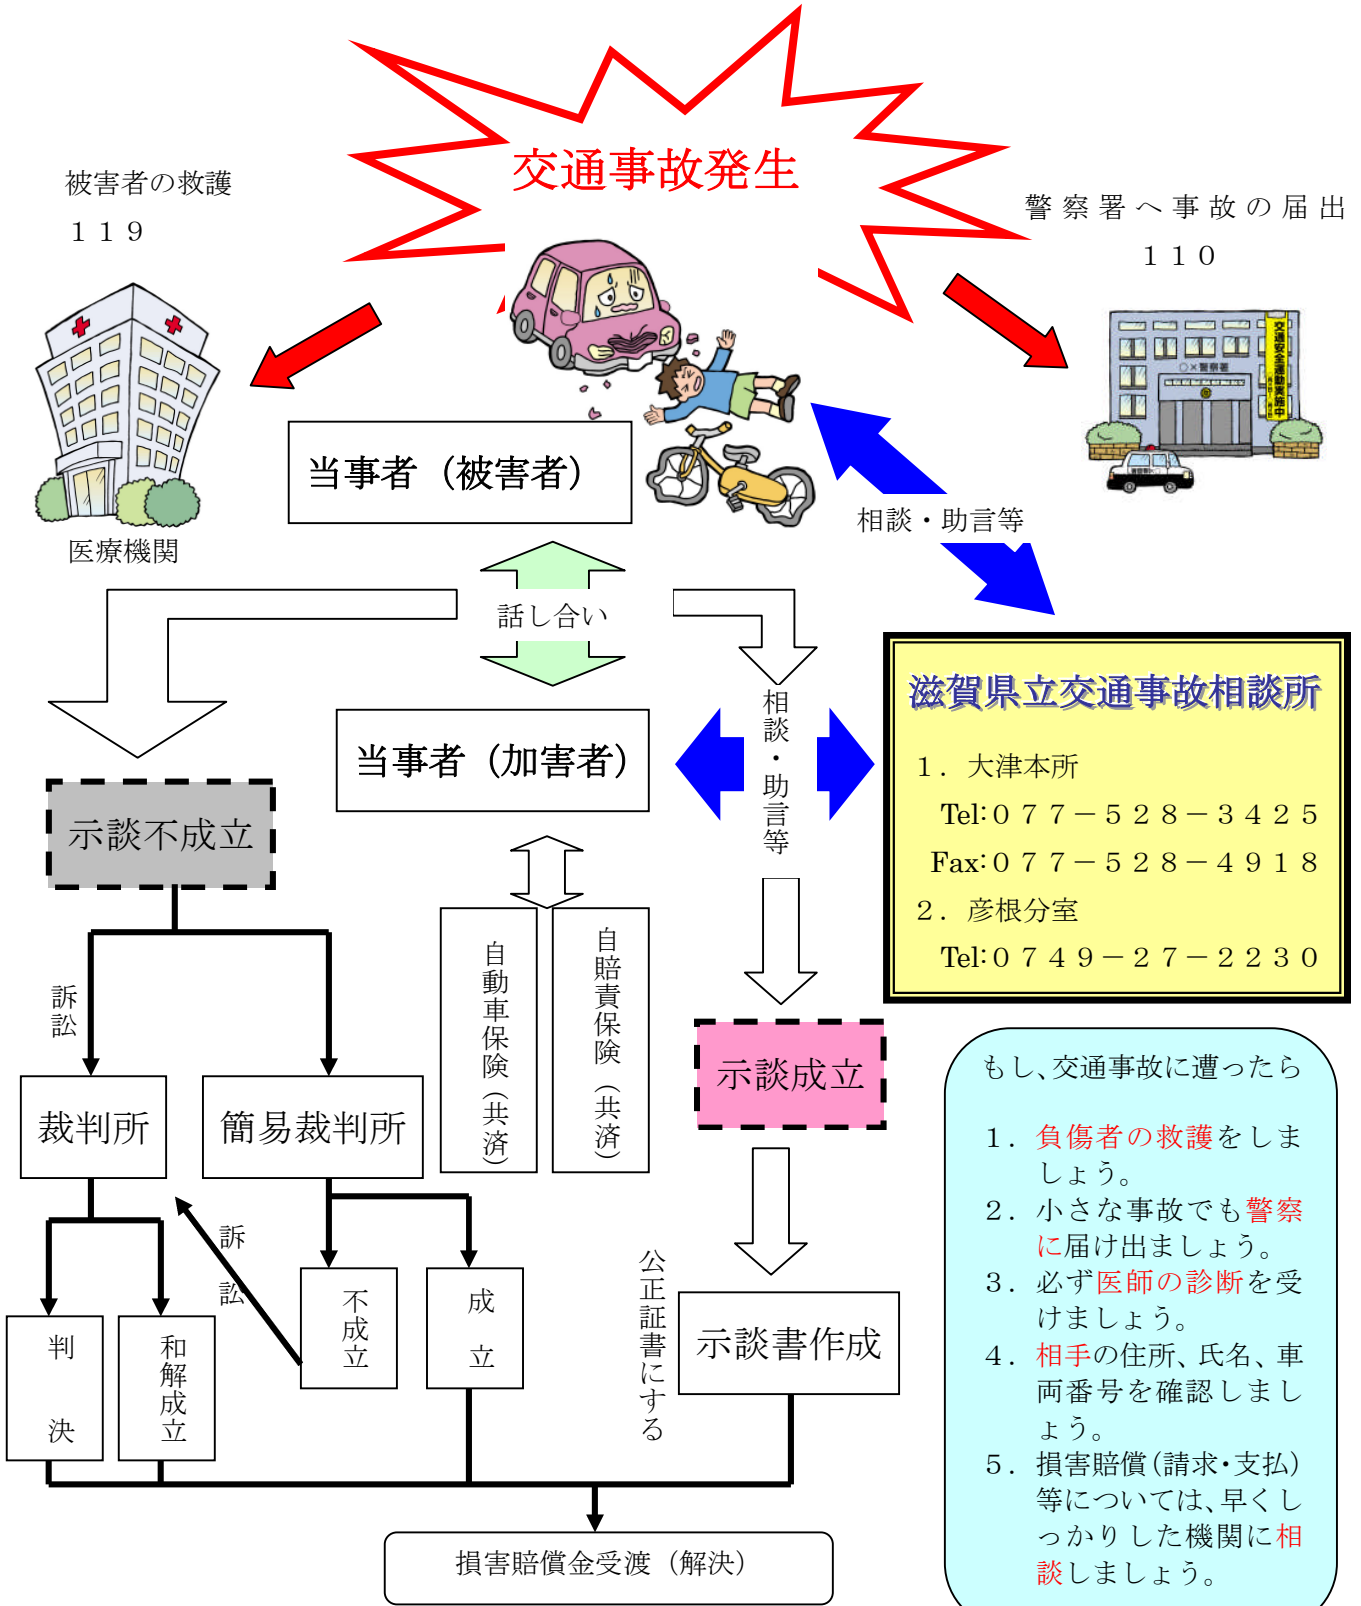 交通事故発生
被害者の救護
１１９
警察署へ事故の届出
１１０
交通安全運動実施中
○×警察署
医療機関
当事者（被害者）
相談・助言等
話し合い
滋賀県立交通事故相談所
１．大津本所
Tel:０７７－５２８－３４２５
Fax:０７７－５２８－４９１８
２．彦根分室
Tel:０７４９－２７－２２３０
当事者（加害者）
相談・助言等
示談不成立
自動車保険（共済）
自賠責保険（共済）
訴訟
示談成立
裁判所
簡易裁判所
訴訟
不成立
成立
判決
和解成立
公正証書にする
示談書作成
損害賠償金受渡（解決）
もし、交通事故に遭ったら
１．負傷者の救護をしま
しょう。
２．小さな事故でも警察
に届け出ましょう。
３．必ず医師の診断を受
けましょう。
４．相手の住所、氏名、車
両番号を確認しまし
ょう。
５．損害賠償（請求・支払）
等については、早くし
っかりした機関に相
談しましょう。